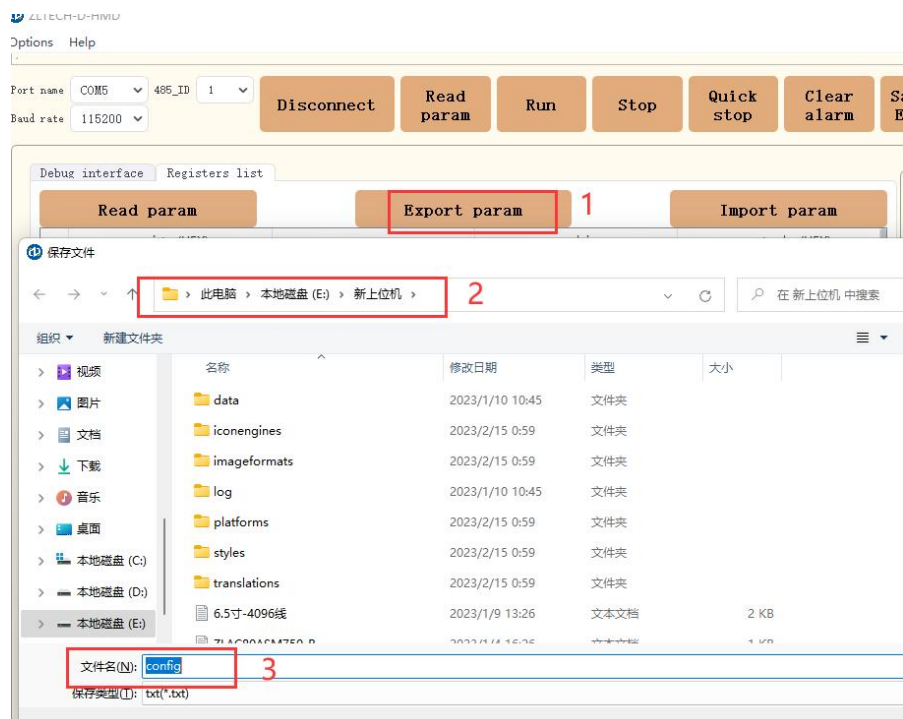 ZLTECH-D-HMD
Options Help
Port name COM5 485_ID 1
Baud rate 115200
Disconnect
Read param
Run
Stop
Quick stop
Clear alarm
Debug interface Registers list
Read param
Export param
1
Import param
保存文件
此电脑 › 本地磁盘 (E:) › 新上位机 ›
2
在 新上位机 中搜索
组织 新建文件夹
名称 修改日期 类型 大小
视频
图片
文档
下载
音乐
桌面
本地磁盘 (C:)
本地磁盘 (D:)
本地磁盘 (E:)
data 2023/1/10 10:45 文件夹
iconengines 2023/2/15 0:59 文件夹
imageformats 2023/2/15 0:59 文件夹
log 2023/1/10 10:45 文件夹
platforms 2023/2/15 0:59 文件夹
styles 2023/2/15 0:59 文件夹
translations 2023/2/15 0:59 文件夹
6.5寸-4096线 2023/1/9 13:26 文本文档 2 KB
文件名(N): config
3
保存类型(T): txt(*.txt)